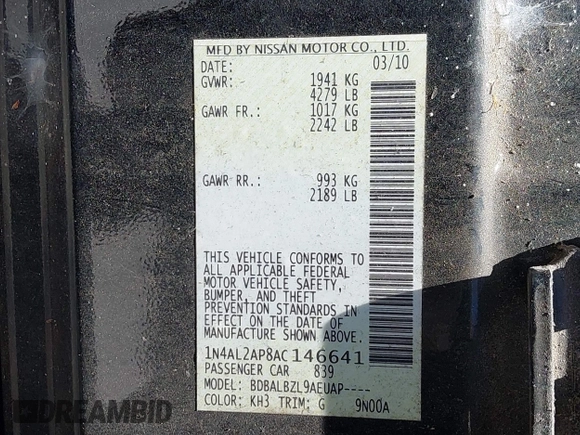 MFD BY NISSAN MOTOR CO., LTD.
DATE: 03/10
GVWR: 1941 KG
4279 LB
GAWR FR.: 1017 KG
2242 LB
GAWR RR.: 993 KG
2189 LB
THIS VEHICLE CONFORMS TO
ALL APPLICABLE FEDERAL
MOTOR VEHICLE SAFETY,
BUMPER, AND THEFT
PREVENTION STANDARDS IN
EFFECT ON THE DATE OF
MANUFACTURE SHOWN ABOVE.
1N4AL2AP8AC146641
PASSENGER CAR 839
MODEL: BDBALBZL9AEUAP----
COLOR: KH3 TRIM: G 9N00A
DREAMBID